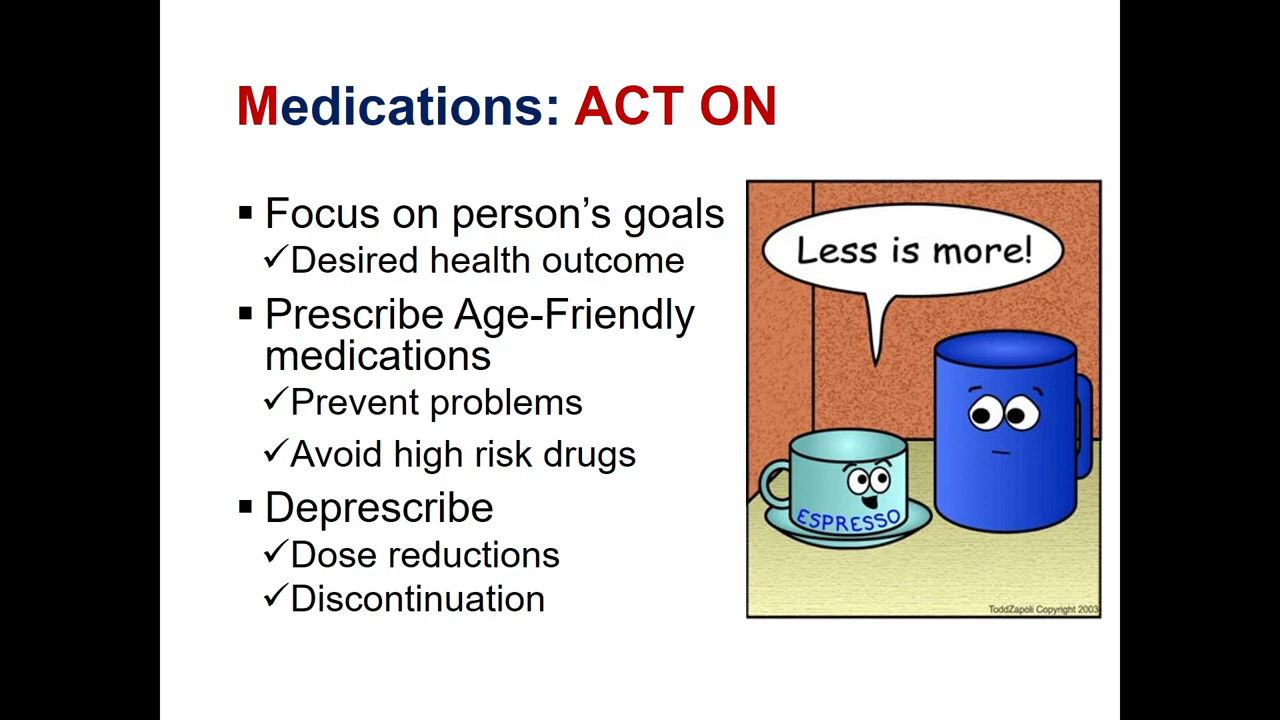 Medications: ACT ON
▪ Focus on person's goals
✓Desired health outcome
▪ Prescribe Age-Friendly
medications
✓Prevent problems
✓Avoid high risk drugs
▪ Deprescribe
✓Dose reductions
✓Discontinuation
Less is more!
ESPRESSO
ToddZapoli Copyright 2003